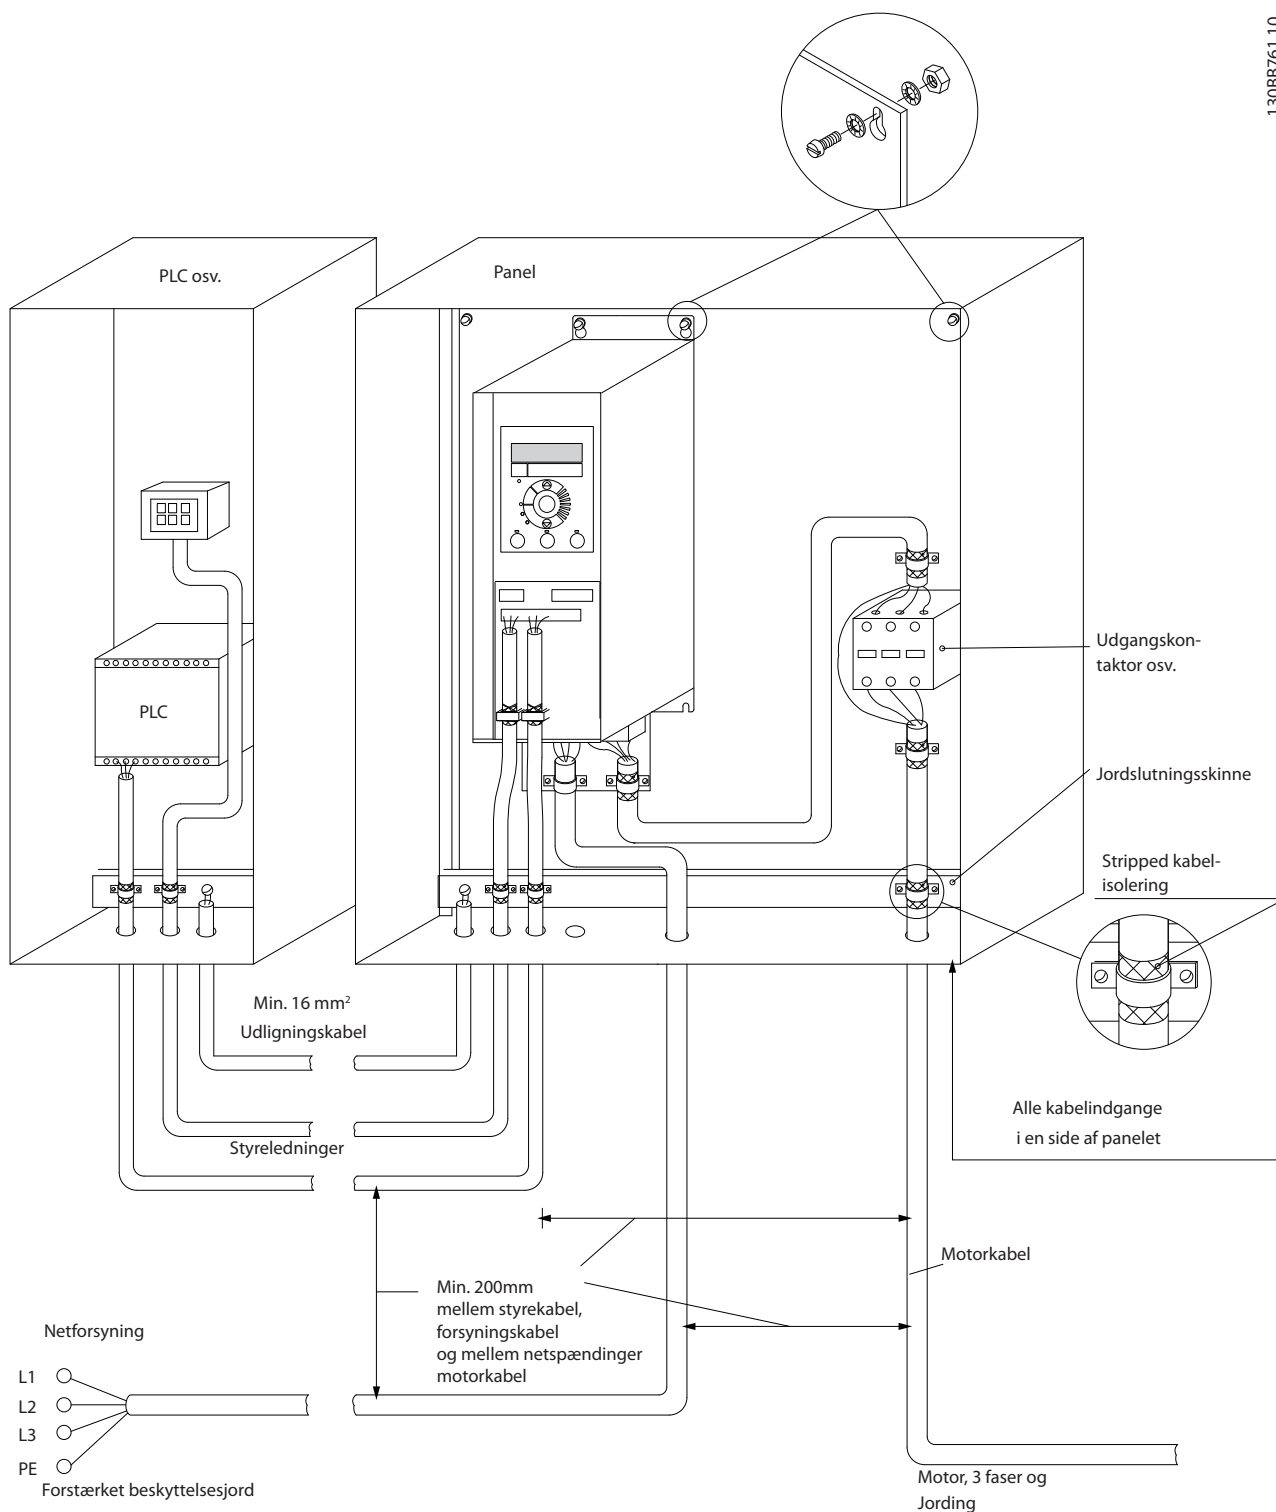 130BB761.10
PLC osv.
Panel
PLC
Udgangskon-
taktor osv.
Jordslutningsskinne
Stripped kabel-
isolering
Min. 16 mm²
Udligningskabel
Styreledninger
Alle kabelindgange
i en side af panelet
Motorkabel
Min. 200mm
mellem styrekabel,
forsyningskabel
og mellem netspændinger
motorkabel
Netforsyning
L1
L2
L3
PE
Forstærket beskyttelsesjord
Motor, 3 faser og
Jording